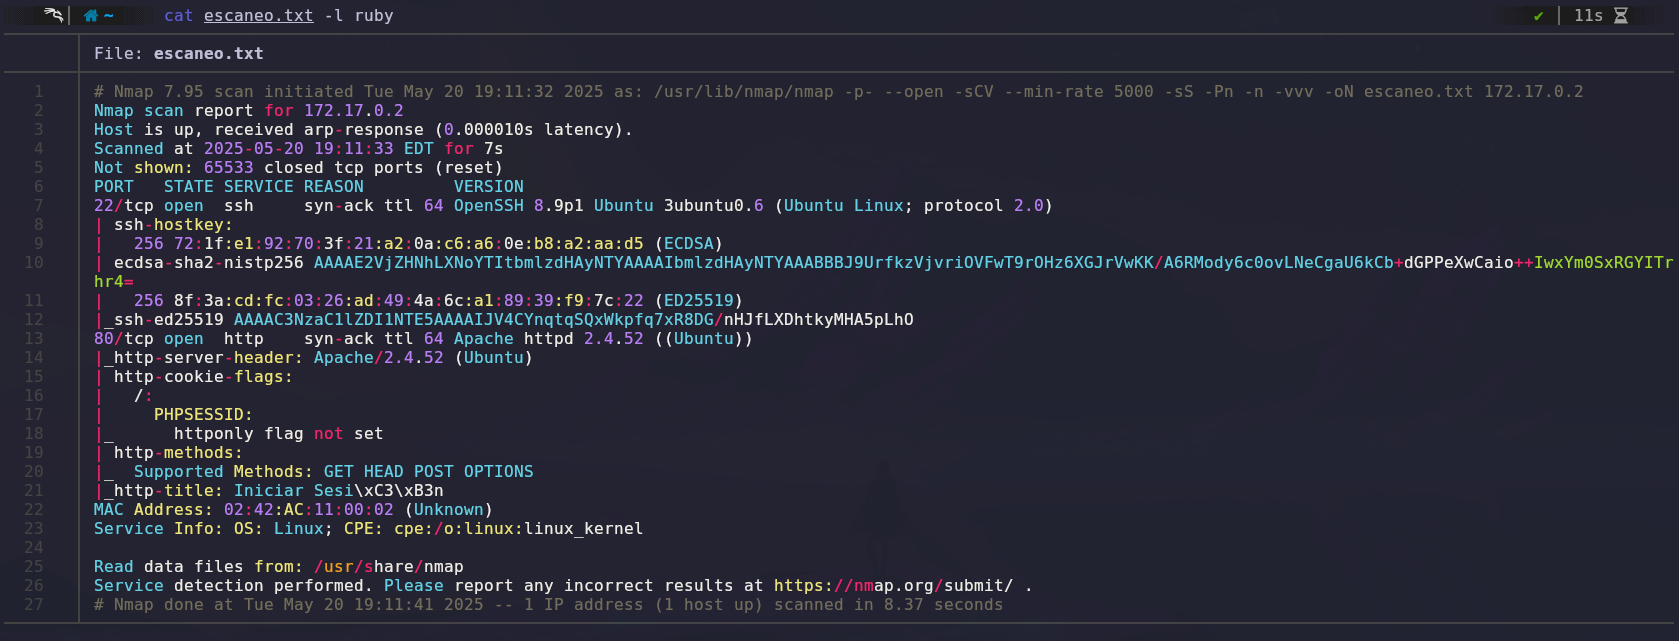 ~ cat escaneo.txt -l ruby ✔ 11s
File: escaneo.txt
1 # Nmap 7.95 scan initiated Tue May 20 19:11:32 2025 as: /usr/lib/nmap/nmap -p- --open -sCV --min-rate 5000 -sS -Pn -n -vvv -oN escaneo.txt 172.17.0.2
2 Nmap scan report for 172.17.0.2
3 Host is up, received arp-response (0.000010s latency).
4 Scanned at 2025-05-20 19:11:33 EDT for 7s
5 Not shown: 65533 closed tcp ports (reset)
6 PORT   STATE SERVICE REASON         VERSION
7 22/tcp open  ssh     syn-ack ttl 64 OpenSSH 8.9p1 Ubuntu 3ubuntu0.6 (Ubuntu Linux; protocol 2.0)
8 | ssh-hostkey:
9 |   256 72:1f:e1:92:70:3f:21:a2:0a:c6:a6:0e:b8:a2:aa:d5 (ECDSA)
10 | ecdsa-sha2-nistp256 AAAAE2VjZHNhLXNoYTItbmlzdHAyNTYAAAAIbmlzdHAyNTYAAABBBJ9UrfkzVjvriOVFwT9rOHz6XGJrVwKK/A6RMody6c0ovLNeCgaU6kCb+dGPPeXwCaio++IwxYm0SxRGYITr
hr4=
11 |   256 8f:3a:cd:fc:03:26:ad:49:4a:6c:a1:89:39:f9:7c:22 (ED25519)
12 |_ssh-ed25519 AAAAC3NzaC1lZDI1NTE5AAAAIJV4CYnqtqSQxWkpfq7xR8DG/nHJfLXDhtkyMHA5pLhO
13 80/tcp open  http    syn-ack ttl 64 Apache httpd 2.4.52 ((Ubuntu))
14 |_http-server-header: Apache/2.4.52 (Ubuntu)
15 | http-cookie-flags:
16 |   /:
17 |     PHPSESSID:
18 |_      httponly flag not set
19 | http-methods:
20 |_  Supported Methods: GET HEAD POST OPTIONS
21 |_http-title: Iniciar Sesi\xC3\xB3n
22 MAC Address: 02:42:AC:11:00:02 (Unknown)
23 Service Info: OS: Linux; CPE: cpe:/o:linux:linux_kernel
24
25 Read data files from: /usr/share/nmap
26 Service detection performed. Please report any incorrect results at https://nmap.org/submit/ .
27 # Nmap done at Tue May 20 19:11:41 2025 -- 1 IP address (1 host up) scanned in 8.37 seconds